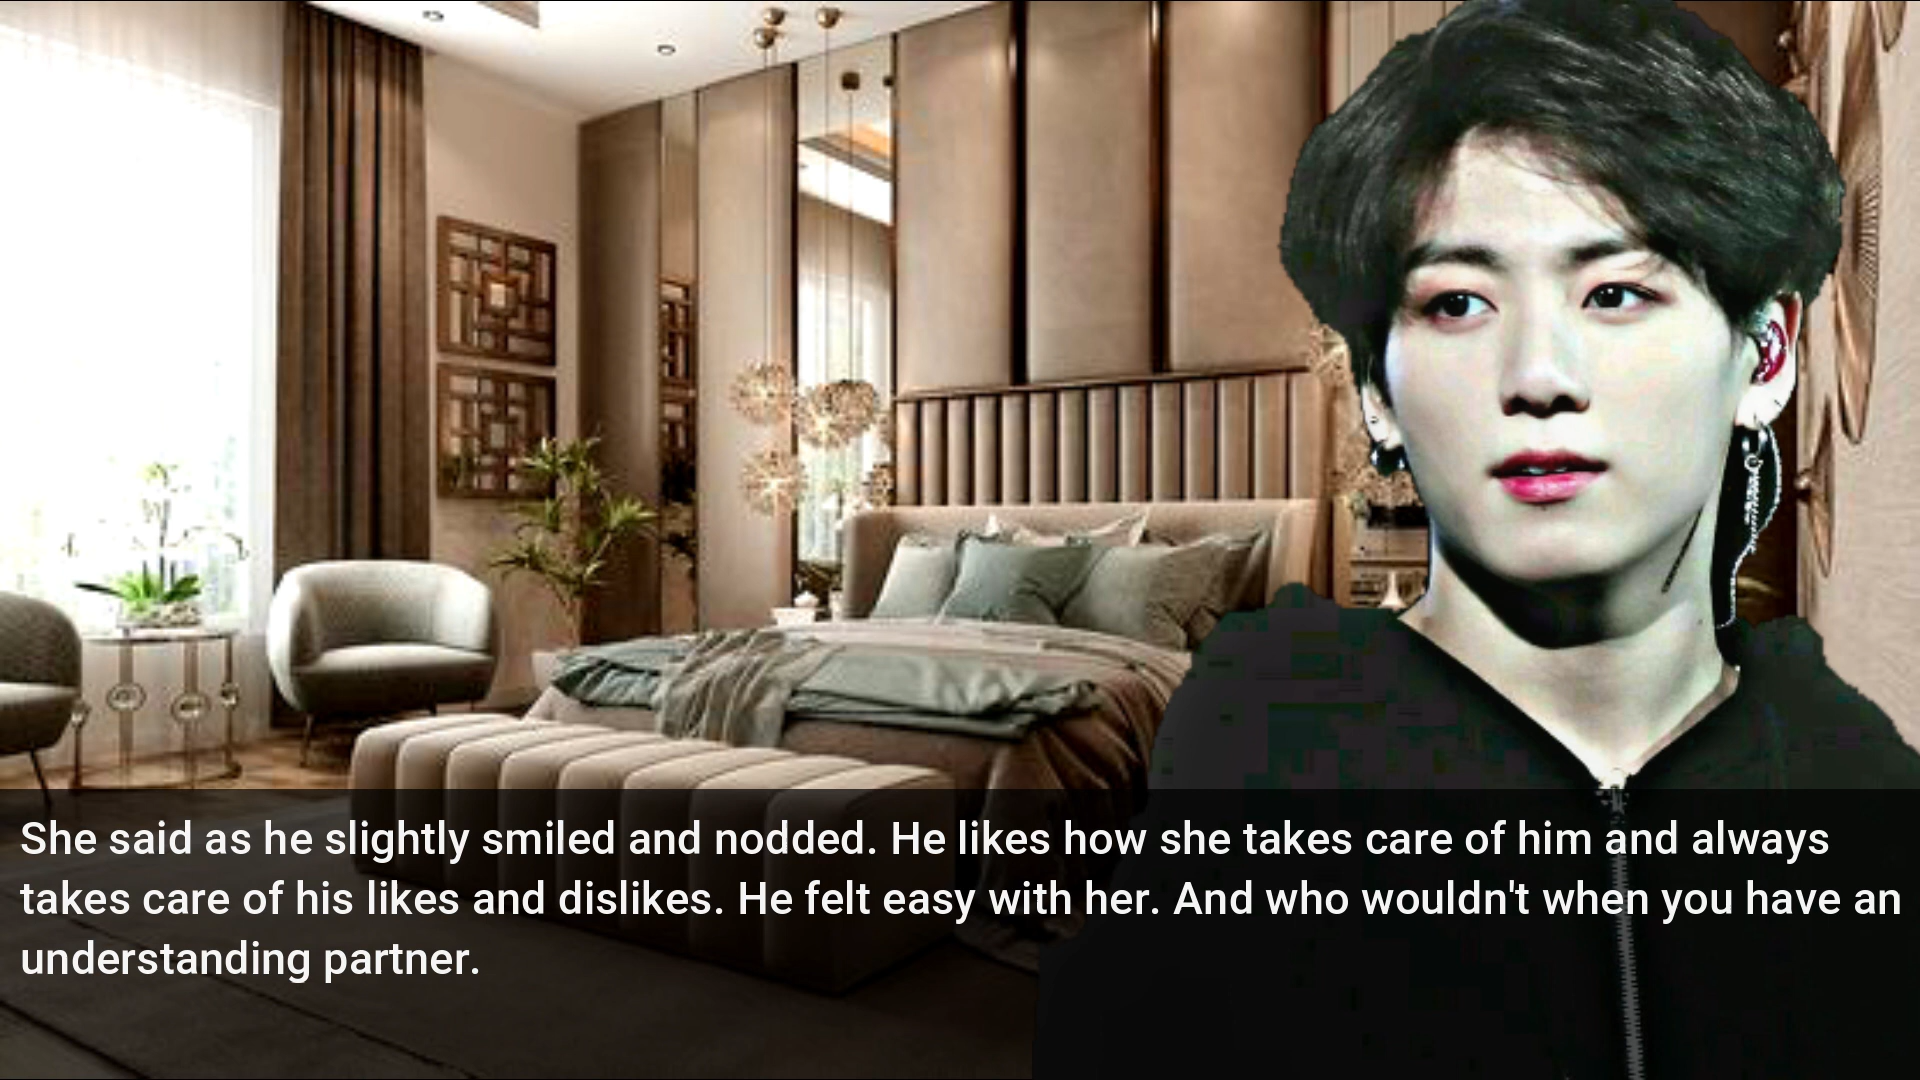 She said as he slightly smiled and nodded. He likes how she takes care of him and always
takes care of his likes and dislikes. He felt easy with her. And who wouldn't when you have an
understanding partner.